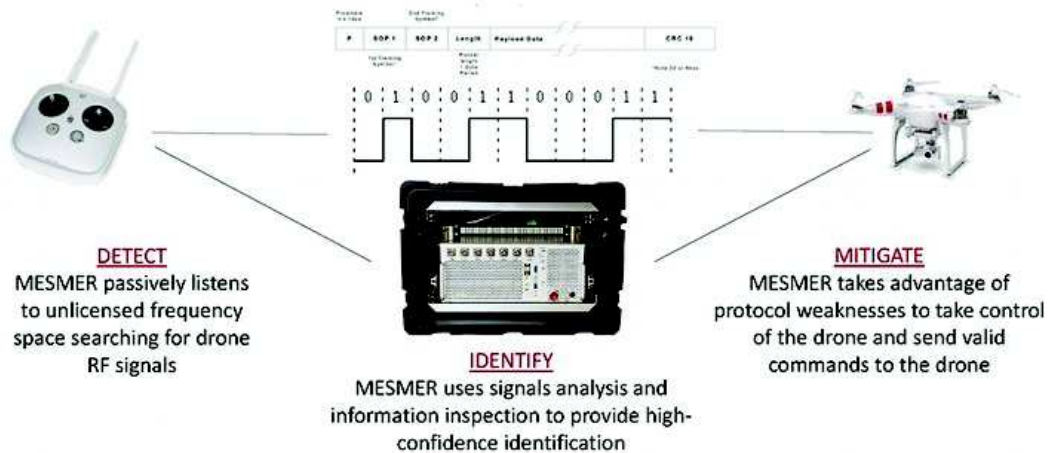 P SOP 1 SOP 2 Length Payload Data CRC 16
0 1 0 0 1 1 0 0 0 1 1
DETECT
MESMER passively listens
to unlicensed frequency
space searching for drone
RF signals
IDENTIFY
MESMER uses signals analysis and
information inspection to provide high-
confidence identification
MITIGATE
MESMER takes advantage of
protocol weaknesses to take control
of the drone and send valid
commands to the drone